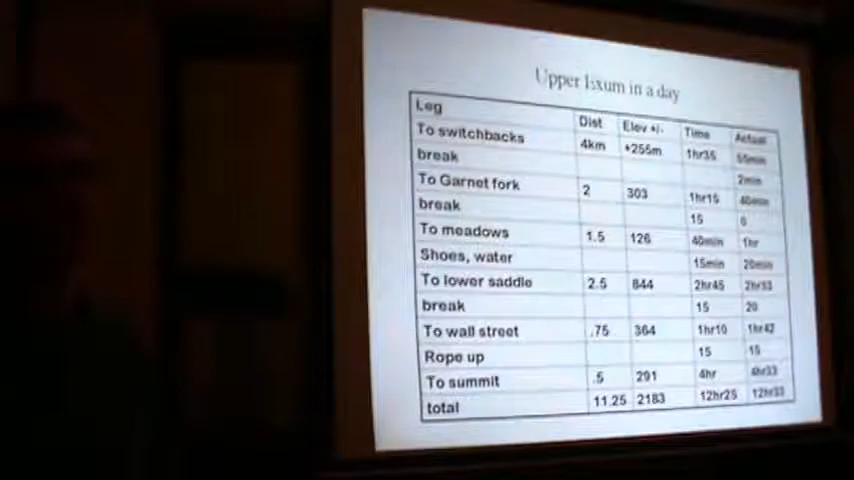 Upper Exum in a day
Leg Dist Elev +/- Time Actual
To switchbacks 4km +255m 1hr35 55min
break 2min
To Garnet fork 2 303 1hr15 40min
break 15 0
To meadows 1.5 126 40min 1hr
Shoes, water 15min 20min
To lower saddle 2.5 844 2hr45 2hr53
break 15 20
To wall street .75 364 1hr10 1hr42
Rope up 15 15
To summit .5 291 4hr 4hr33
total 11.25 2183 12hr25